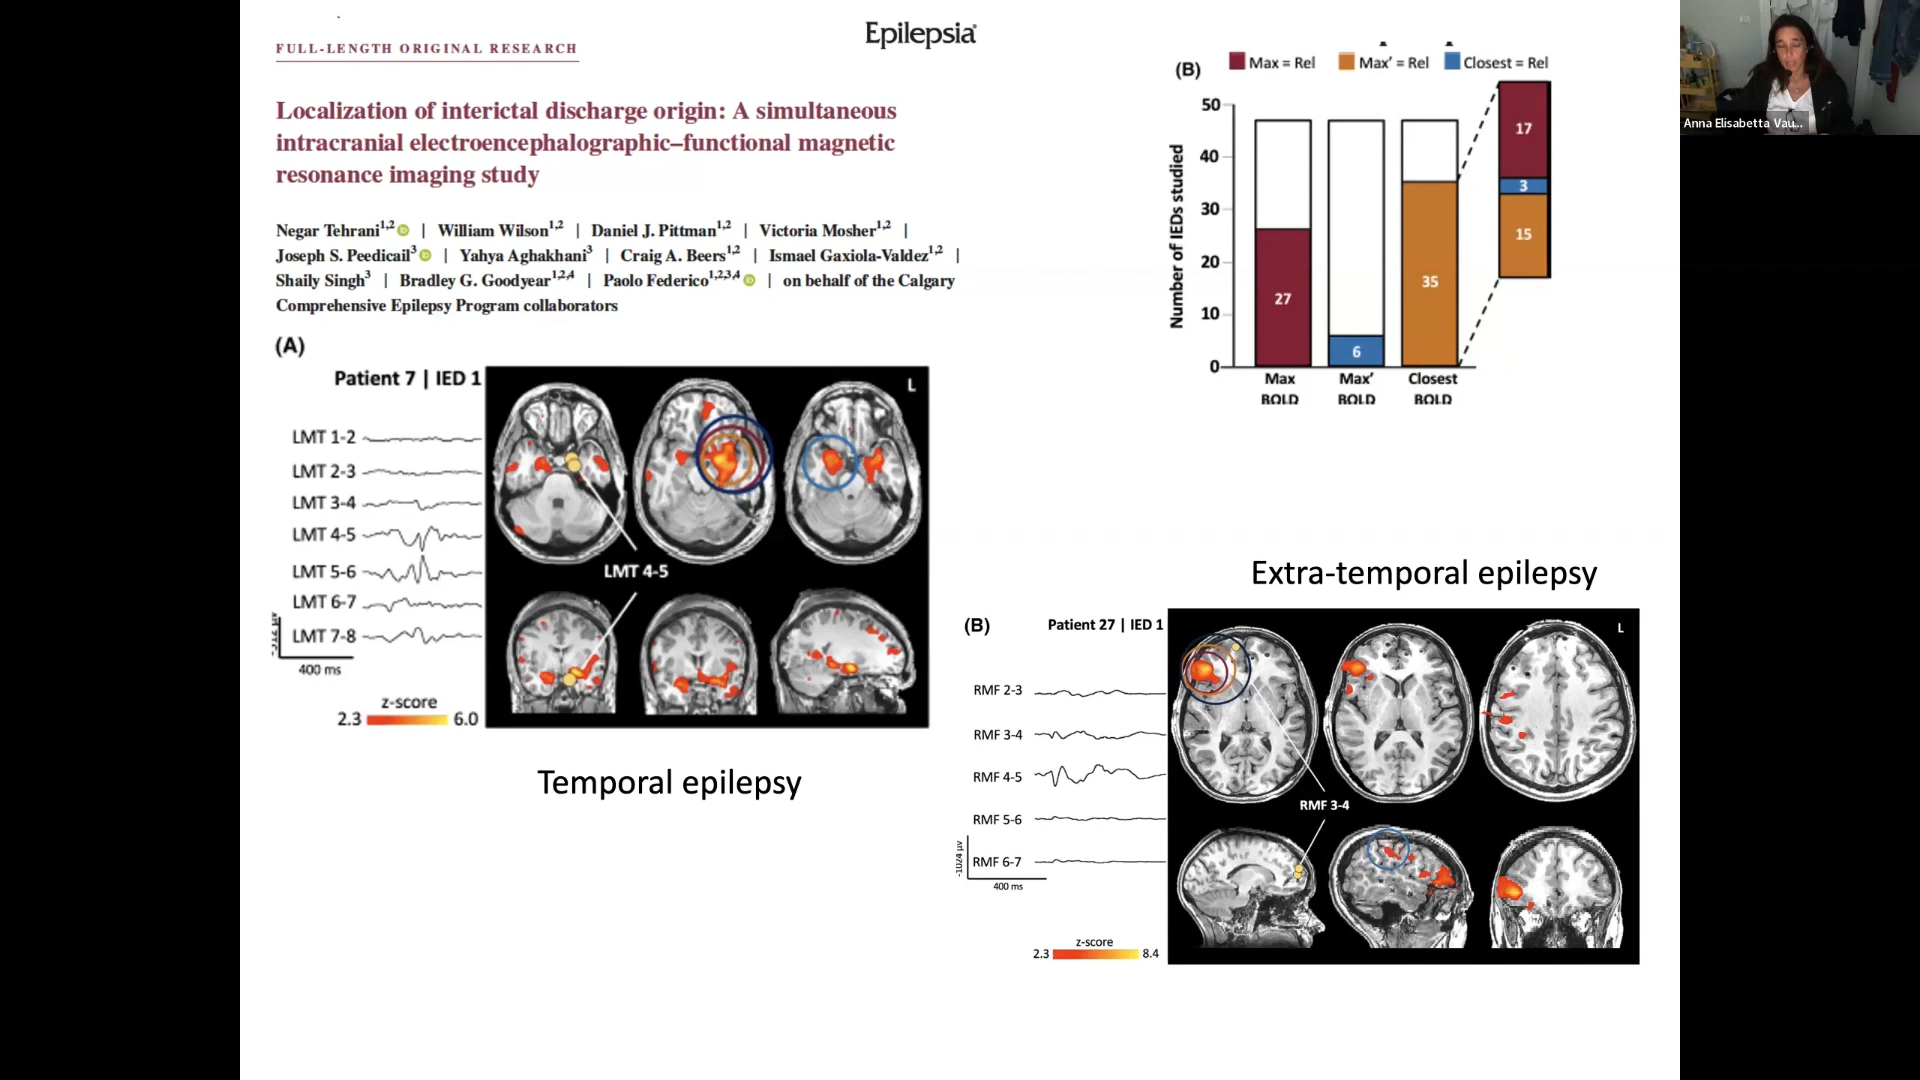 FULL-LENGTH ORIGINAL RESEARCH
Epilepsia
Localization of interictal discharge origin: A simultaneous
intracranial electroencephalographic–functional magnetic
resonance imaging study
Negar Tehrani1,2 | William Wilson1,2 | Daniel J. Pittman1,2 | Victoria Mosher1,2 |
Joseph S. Peedicail3 | Yahya Aghakhani3 | Craig A. Beers1,2 | Ismael Gaxiola-Valdez1,2 |
Shaily Singh3 | Bradley G. Goodyear1,2,4 | Paolo Federico1,2,3,4 | on behalf of the Calgary
Comprehensive Epilepsy Program collaborators
(A)
Patient 7 | IED 1
L
LMT 1-2
LMT 2-3
LMT 3-4
LMT 4-5
LMT 5-6
LMT 6-7
LMT 7-8
400 ms
z-score
2.3 6.0
LMT 4-5
Temporal epilepsy
(B)
Max = Rel Max’ = Rel Closest = Rel
Number of IEDs studied
50
40
30
20
10
0
27
6
35
17
3
15
Max Max’ Closest
BOLD BOLD BOLD
Extra-temporal epilepsy
(B)
Patient 27 | IED 1
L
RMF 2-3
RMF 3-4
RMF 4-5
RMF 5-6
RMF 6-7
-1024 µv
400 ms
z-score
2.3 8.4
RMF 3-4
Anna Elisabetta Vau...